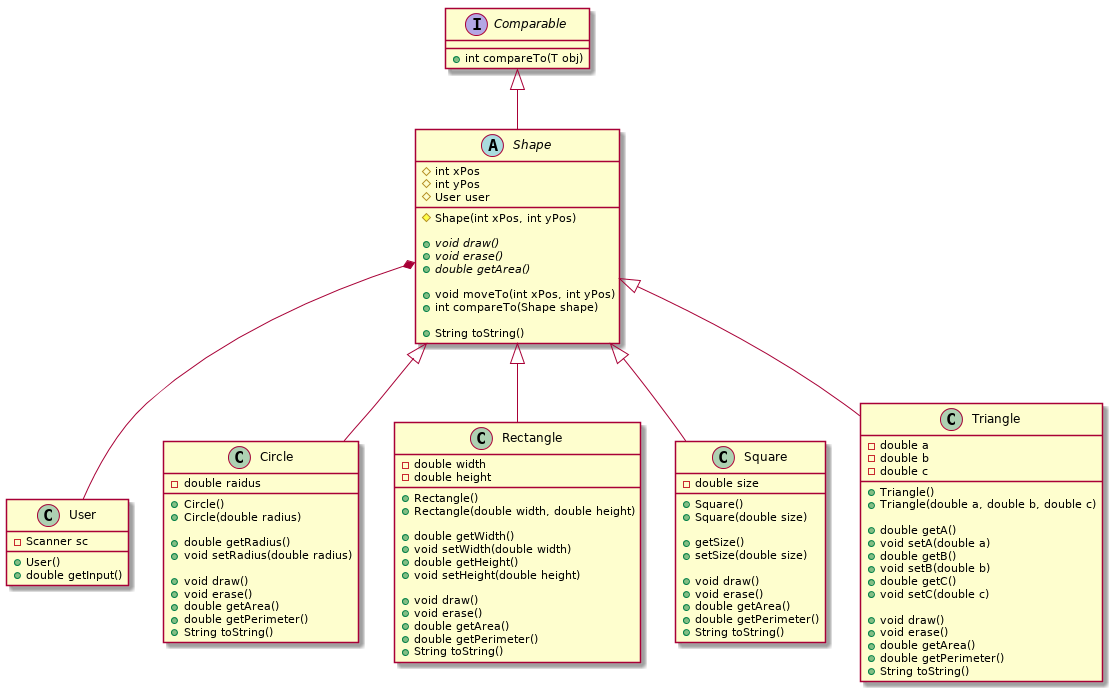 I Comparable
int compareTo(T obj)
A Shape
int xPos
int yPos
User user
Shape(int xPos, int yPos)
void draw()
void erase()
double getArea()
void moveTo(int xPos, int yPos)
int compareTo(Shape shape)
String toString()
C User
Scanner sc
User()
double getInput()
C Circle
double raidus
Circle()
Circle(double radius)
double getRadius()
void setRadius(double radius)
void draw()
void erase()
double getArea()
double getPerimeter()
String toString()
C Rectangle
double width
double height
Rectangle()
Rectangle(double width, double height)
double getWidth()
void setWidth(double width)
double getHeight()
void setHeight(double height)
void draw()
void erase()
double getArea()
double getPerimeter()
String toString()
C Square
double size
Square()
Square(double size)
getSize()
setSize(double size)
void draw()
void erase()
double getArea()
double getPerimeter()
String toString()
C Triangle
double a
double b
double c
Triangle()
Triangle(double a, double b, double c)
double getA()
void setA(double a)
double getB()
void setB(double b)
double getC()
void setC(double c)
void draw()
void erase()
double getArea()
double getPerimeter()
String toString()